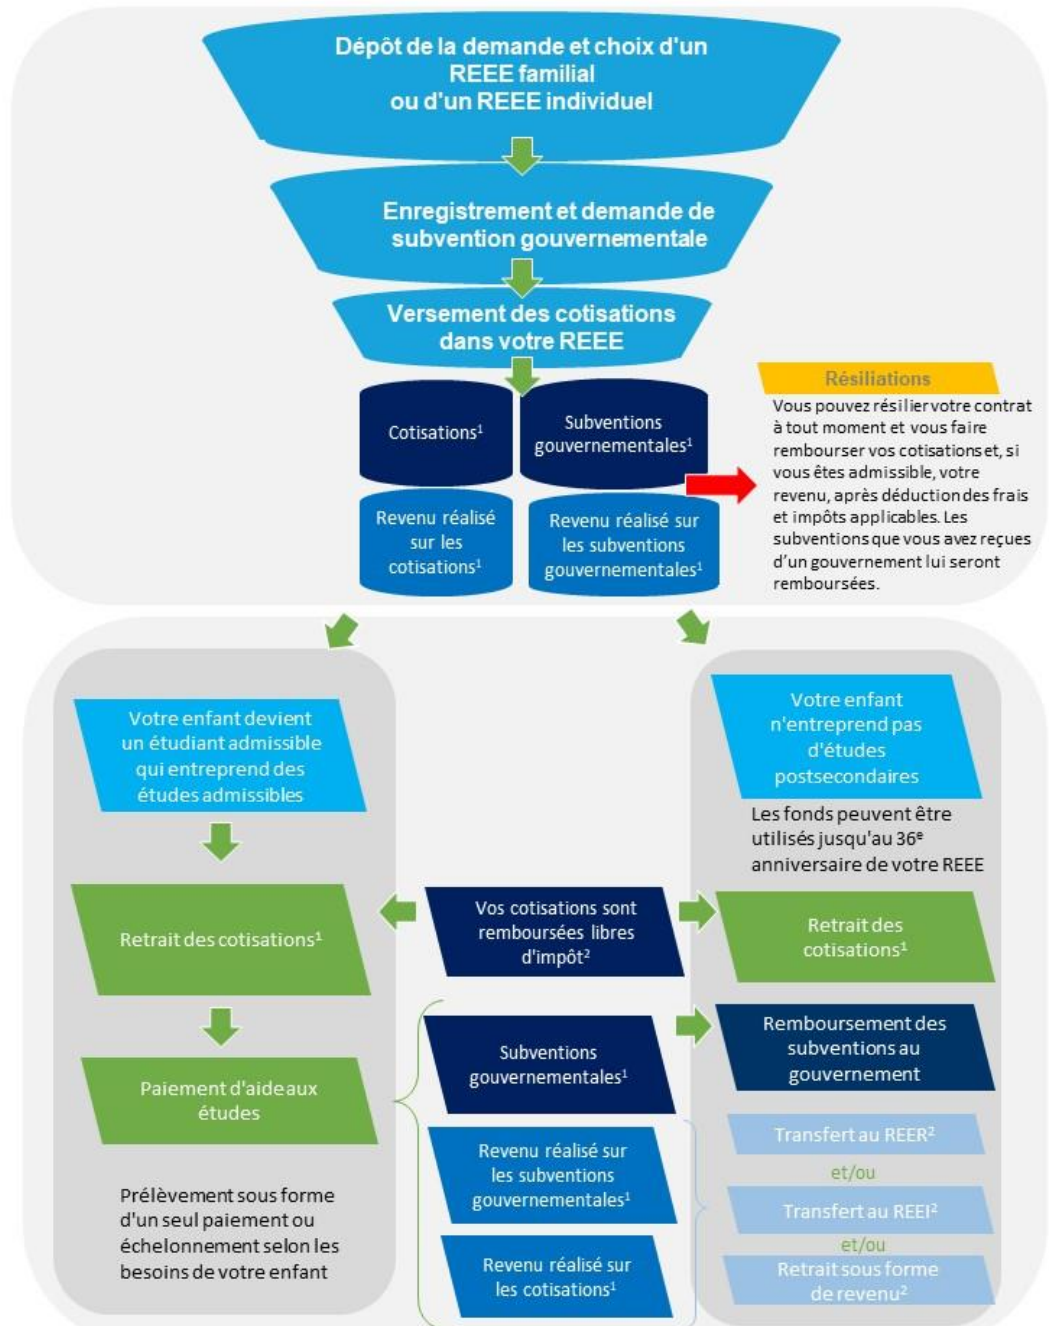 Dépôt de la demande et choix d'un
REEE familial
ou d'un REEE individuel
Enregistrement et demande de
subvention gouvernementale
Versement des cotisations
dans votre REEE
Cotisations¹
Subventions
gouvernementales¹
Revenu réalisé
sur les
cotisations¹
Revenu réalisé sur
les subventions
gouvernementales¹
Résiliations
Vous pouvez résilier votre contrat
à tout moment et vous faire
rembourser vos cotisations et, si
vous êtes admissible, votre
revenu, après déduction des frais
et impôts applicables. Les
subventions que vous avez reçues
d’un gouvernement lui seront
remboursées.
Votre enfant devient
un étudiant admissible
qui entreprend des
études admissibles
Retrait des cotisations¹
Paiement d'aide aux
études
Prélèvement sous forme
d'un seul paiement ou
échelonnement selon les
besoins de votre enfant
Vos cotisations sont
remboursées libres
d'impôt²
Subventions
gouvernementales¹
Revenu réalisé sur
les subventions
gouvernementales¹
Revenu réalisé sur
les cotisations¹
Votre enfant
n'entreprend pas
d'études
postsecondaires
Les fonds peuvent être
utilisés jusqu'au 36ᵉ
anniversaire de votre REEE
Retrait des
cotisations¹
Remboursement des
subventions au
gouvernement
Transfert au REER²
et/ou
Transfert au REEI²
et/ou
Retrait sous forme
de revenu²